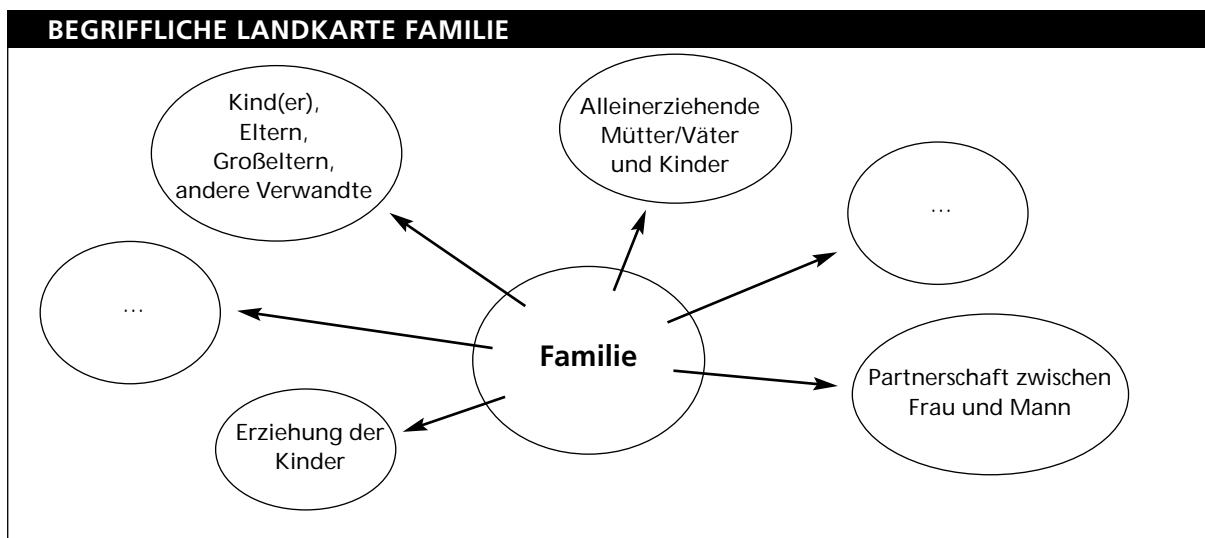 BEGRIFFLICHE LANDKARTE FAMILIE
Kind(er),
Eltern,
Großeltern,
andere Verwandte
Alleinerziehende
Mütter/Väter
und Kinder
...
...
Familie
Partnerschaft zwischen
Frau und Mann
Erziehung der
Kinder